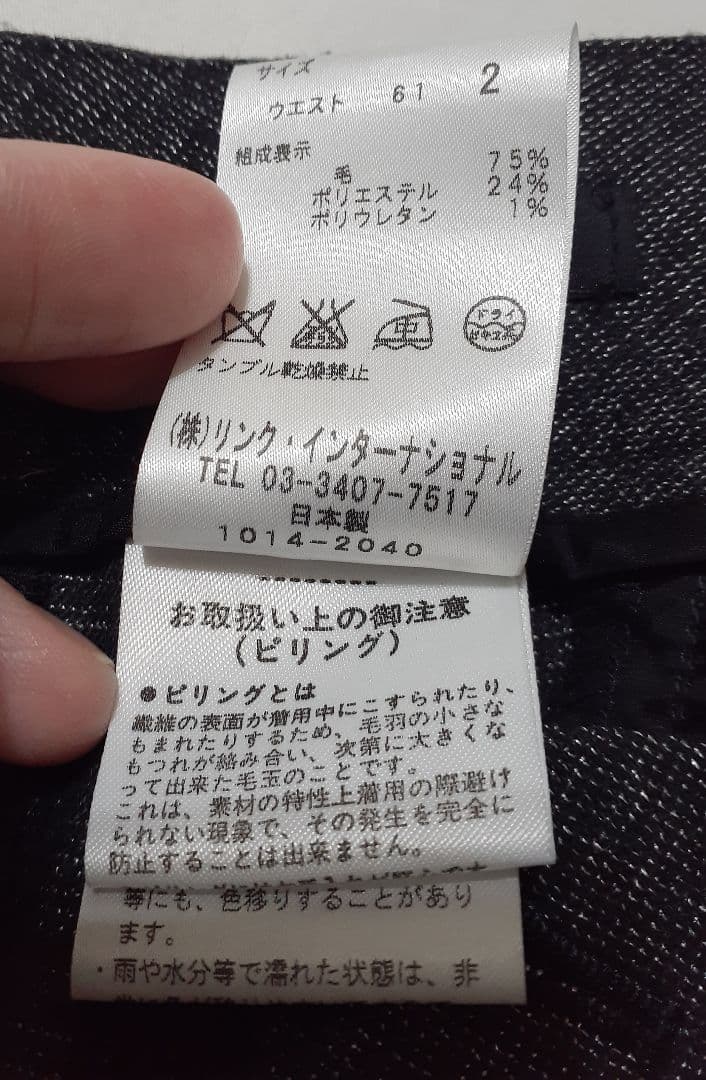 サイズ 2
ウエスト 61
組成表示
毛 75%
ポリエステル 24%
ポリウレタン 1%
中 ドライ
タンブル乾燥禁止
(株)リンク・インターナショナル
TEL 03-3407-7517
日本製
1014-2040
お取扱い上の御注意
(ピリング)
●ピリングとは
繊維の表面が着用中にこすられたり、
もまれたりするため、毛羽の小さな
もつれが絡み合い、次第に大きくな
って出来た毛玉のことです。
これは、素材の特性上着用の際避け
られない現象で、その発生を完全に
防止することは出来ません。
等にも、色移りすることがあり
ます。
・雨や水分等で濡れた状態は、非